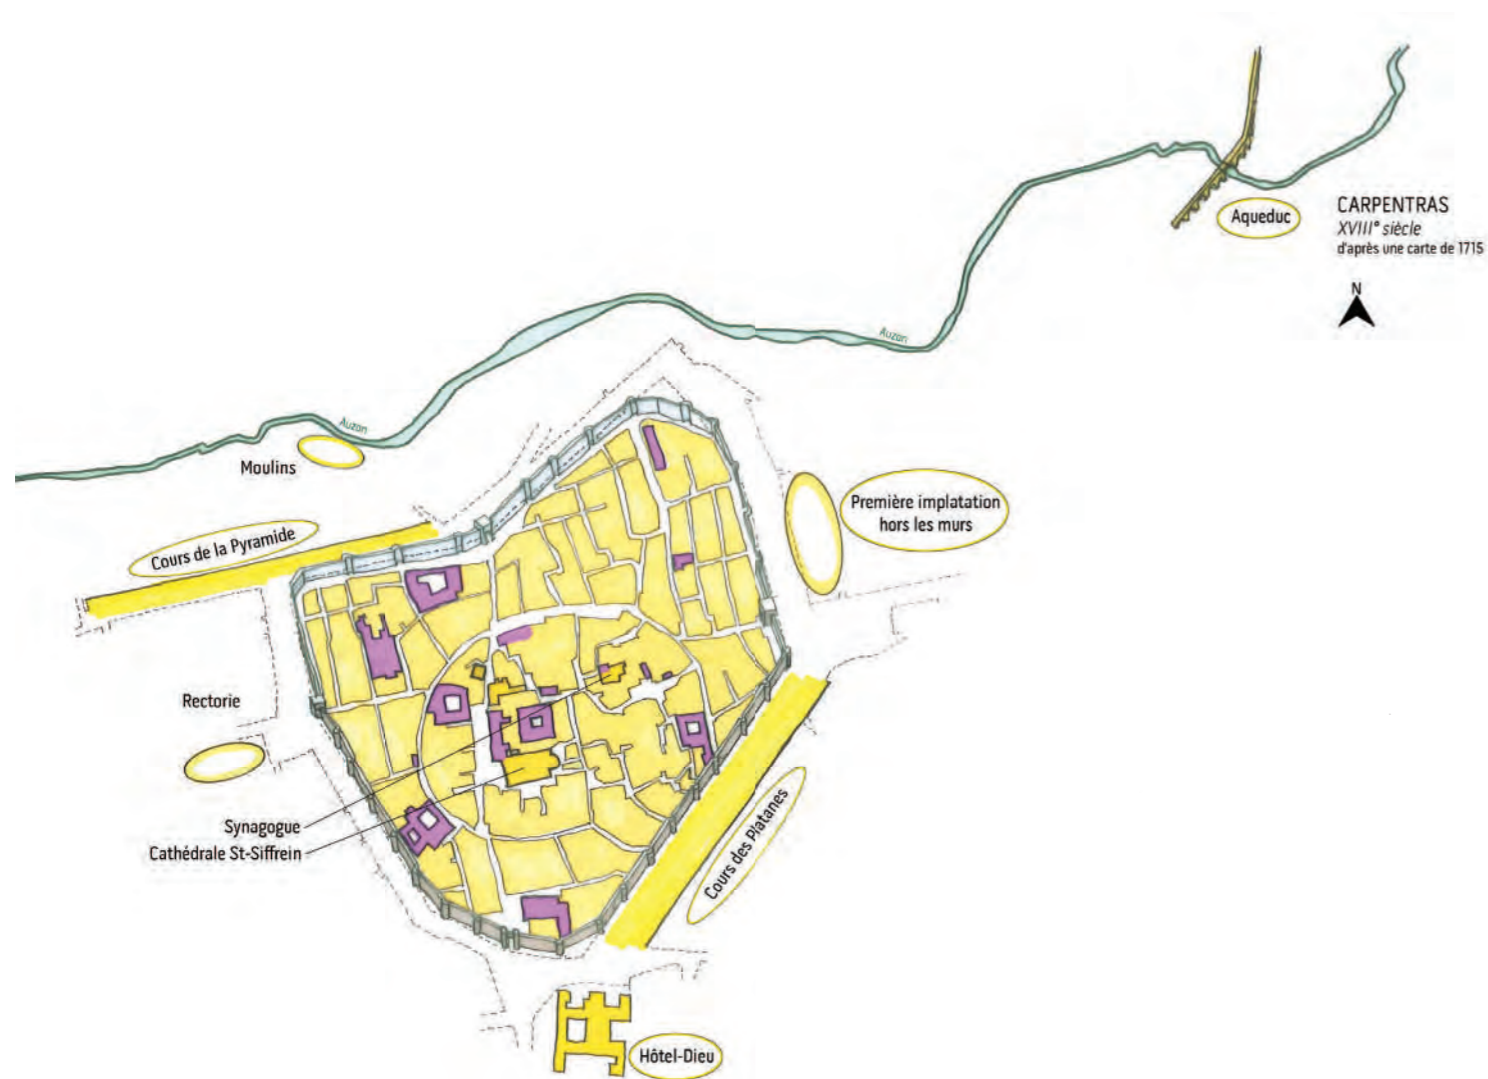 Aqueduc
CARPENTRAS
XVIII° siècle
d'après une carte de 1715
N
Auzon
Auzon
Moulins
Première implatation
hors les murs
Cours de la Pyramide
Rectorie
Synagogue
Cathédrale St-Siffrein
Cours des Platanes
Hôtel-Dieu